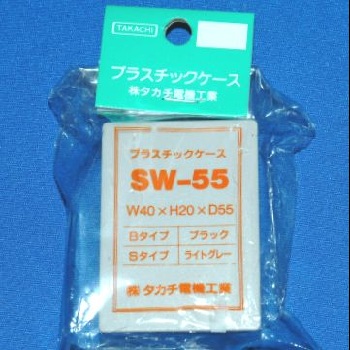 TAKACHI
プラスチックケース
㈱タカチ電機工業
プラスチックケース
SW-55
W40×H20×D55
Bタイプ ブラック
Sタイプ ライトグレー
㈱タカチ電機工業